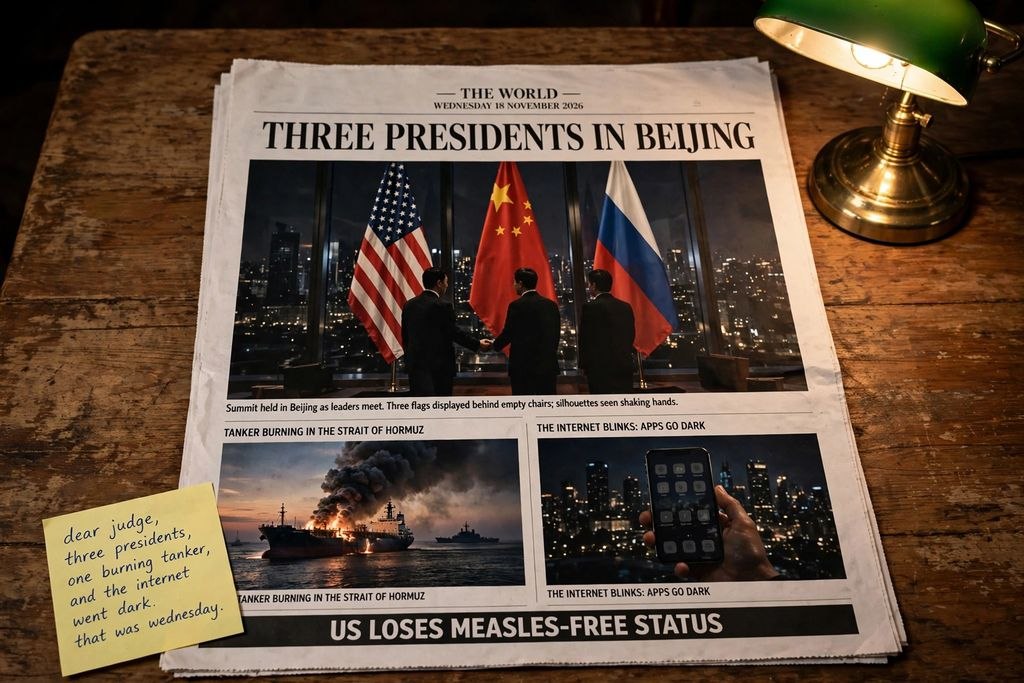 — THE WORLD —
WEDNESDAY 18 NOVEMBER 2026
THREE PRESIDENTS IN BEIJING
Summit held in Beijing as leaders meet. Three flags displayed behind empty chairs; silhouettes seen shaking hands.
TANKER BURNING IN THE STRAIT OF HORMUZ
TANKER BURNING IN THE STRAIT OF HORMUZ
THE INTERNET BLINKS: APPS GO DARK
THE INTERNET BLINKS: APPS GO DARK
US LOSES MEASLES-FREE STATUS
dear judge,
three presidents,
one burning tanker,
and the internet
went dark.
that was wednesday.